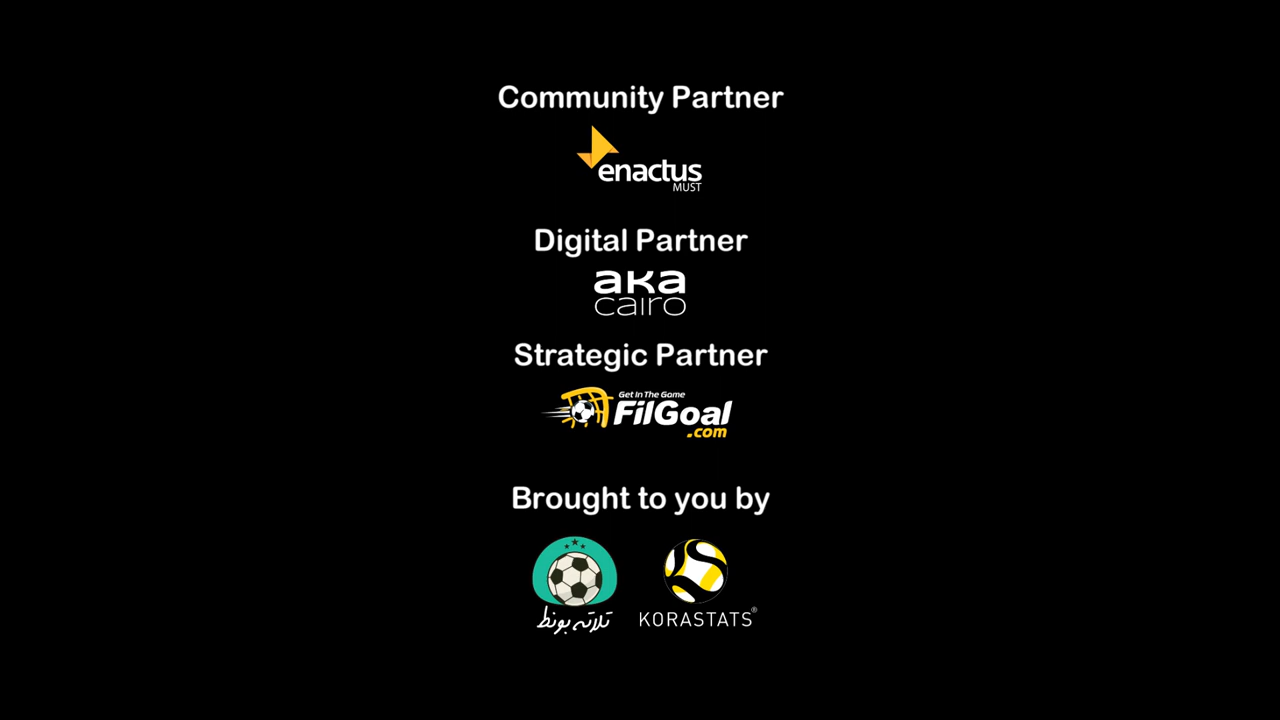 Community Partner
enactus
MUST
Digital Partner
aka
cairo
Strategic Partner
Get In The Game
FilGoal
.com
Brought to you by
تلاته بونط
KORASTATS®